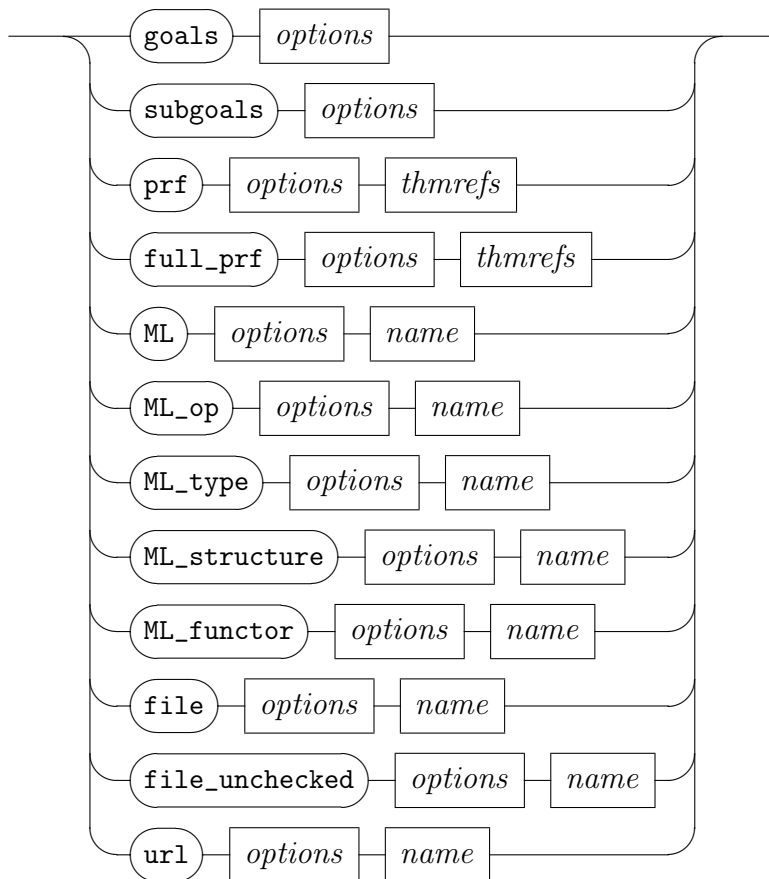 goals options
subgoals options
prf options thmrefs
full_prf options thmrefs
ML options name
ML_op options name
ML_type options name
ML_structure options name
ML_functor options name
file options name
file_unchecked options name
url options name